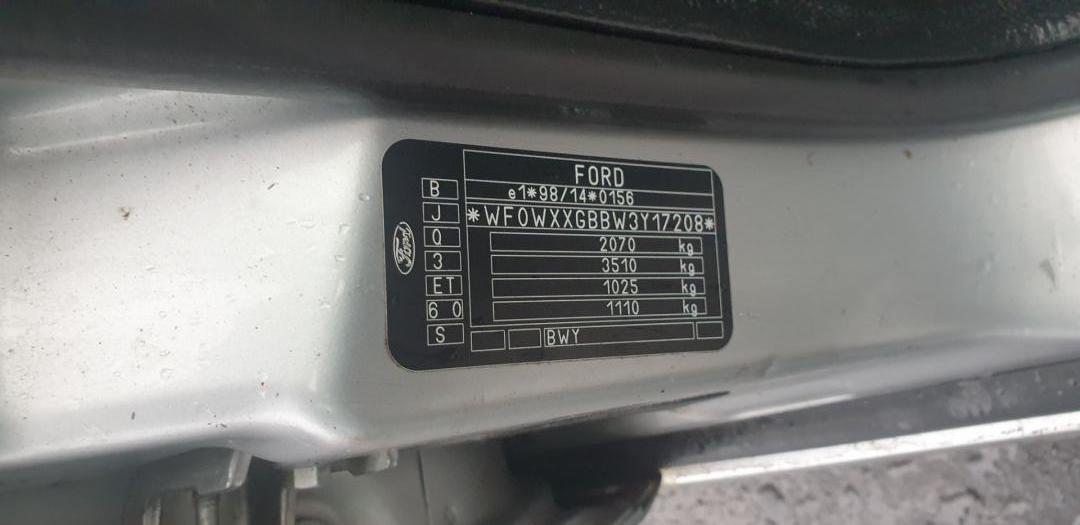 FORD
e1*98/14*0156
*WF0WXXGBBW3Y17208*
2070 kg
3510 kg
1025 kg
1110 kg
BWY
B
J
Q
3
ET
6 0
S
Ford